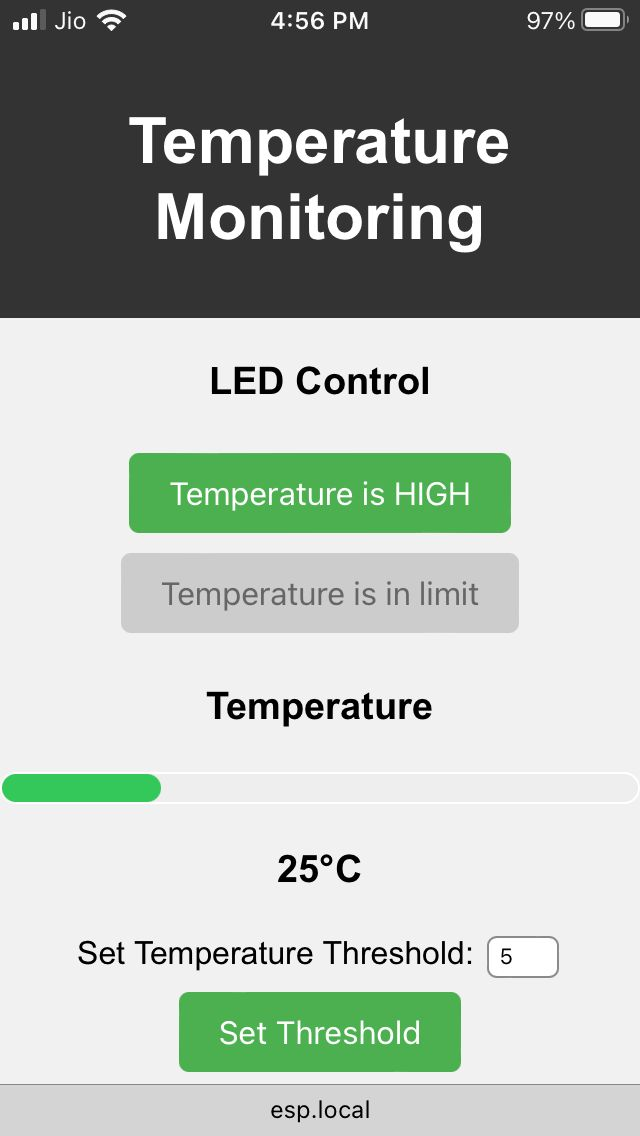 Jio 4:56 PM 97%
Temperature
Monitoring
LED Control
Temperature is HIGH
Temperature is in limit
Temperature
25°C
Set Temperature Threshold: 5
Set Threshold
esp.local